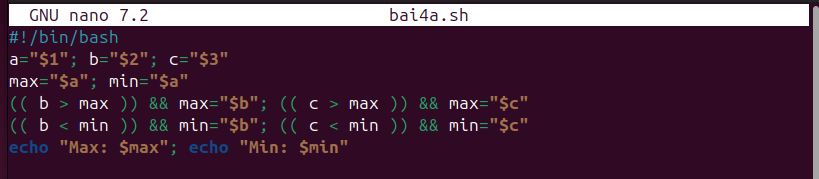 GNU nano 7.2 bai4a.sh
#!/bin/bash
a="$1"; b="$2"; c="$3"
max="$a"; min="$a"
(( b > max )) && max="$b"; (( c > max )) && max="$c"
(( b < min )) && min="$b"; (( c < min )) && min="$c"
echo "Max: $max"; echo "Min: $min"